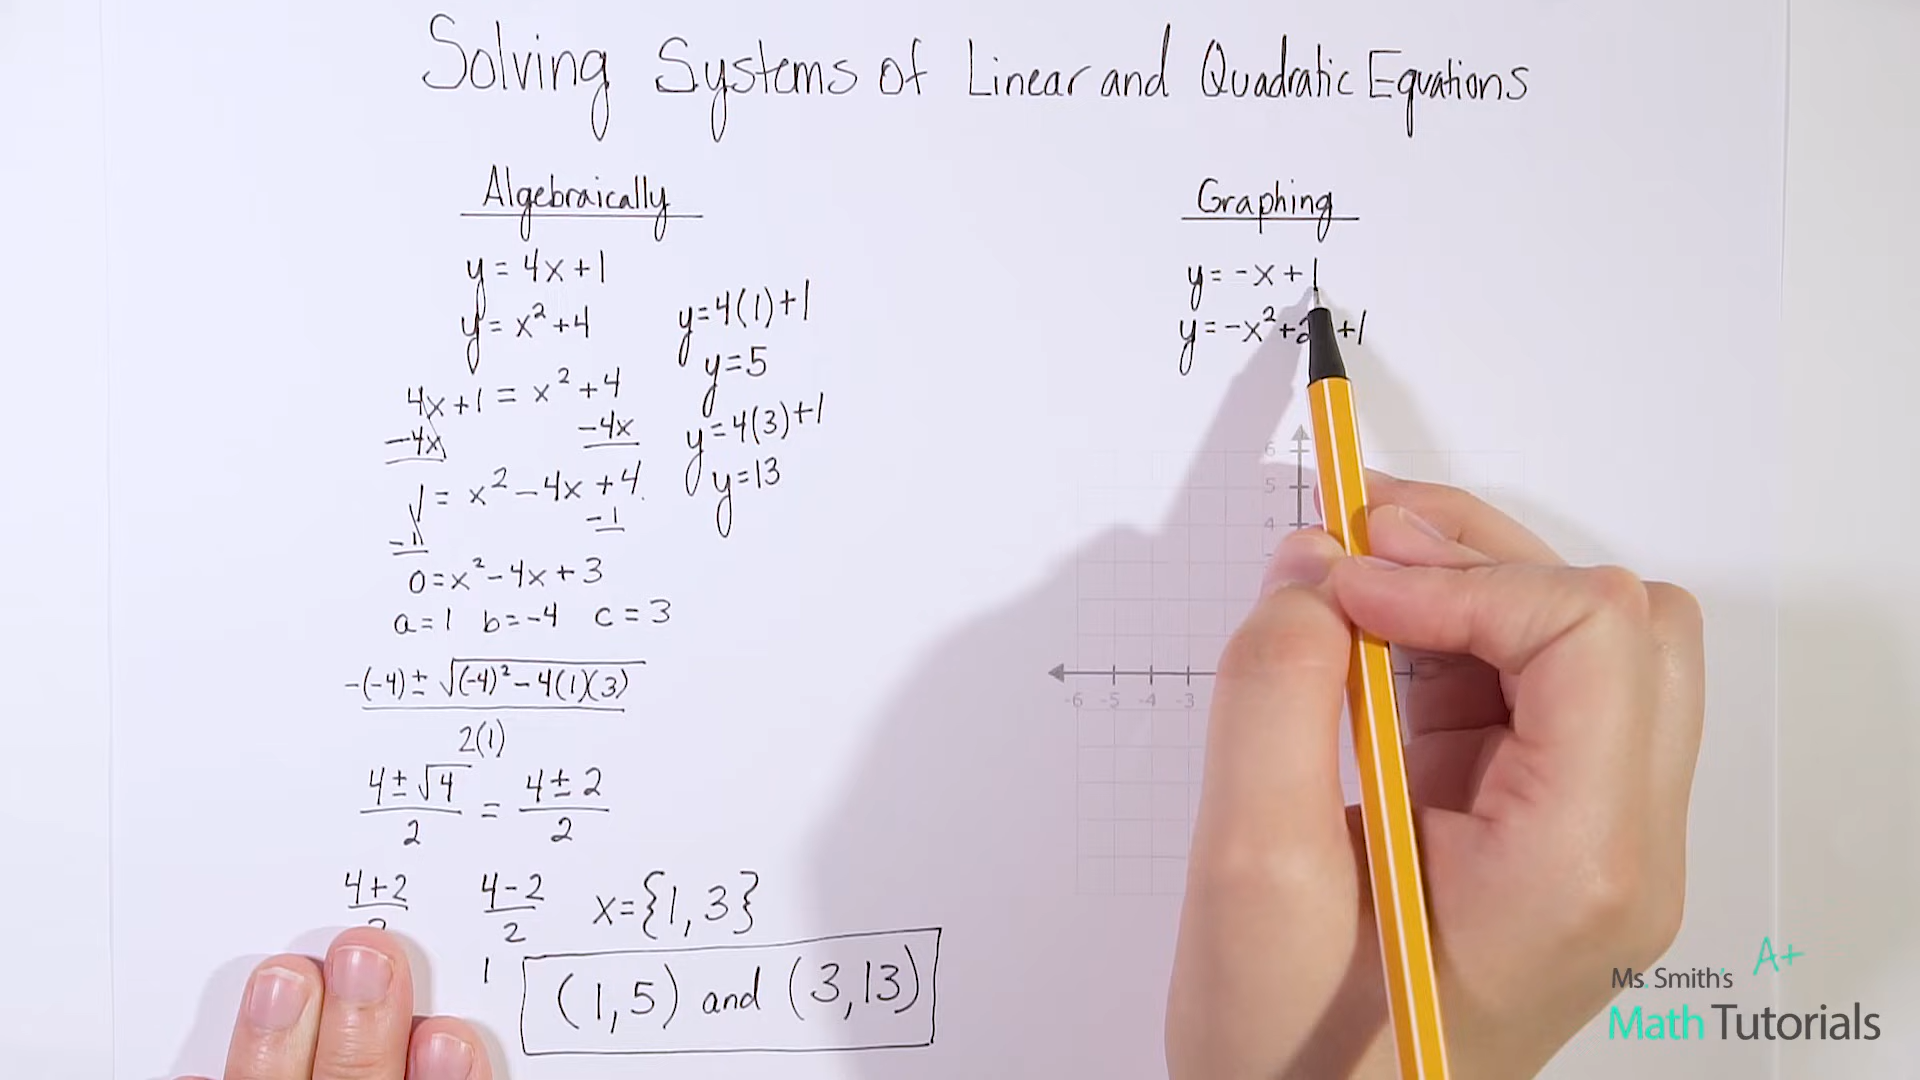 Solving Systems of Linear and Quadratic Equations
Algebraically
y = 4x + 1
y = x² + 4
4x + 1 = x² + 4
-4x -4x
1 = x² - 4x + 4
-1 -1
0 = x² - 4x + 3
a = 1 b = -4 c = 3
-(-4) ± √(-4)² - 4(1)(3)
2(1)
4 ± √4 = 4 ± 2
2 2
4 + 2 4 - 2
2
1
y = 4(1) + 1
y = 5
y = 4(3) + 1
y = 13
x = {1, 3}
(1, 5) and (3, 13)
Graphing
y = -x + 1
y = -x² + 2 + 1
6
5
4
-6 -5 -4 -3
A+
Ms. Smith's
Math Tutorials